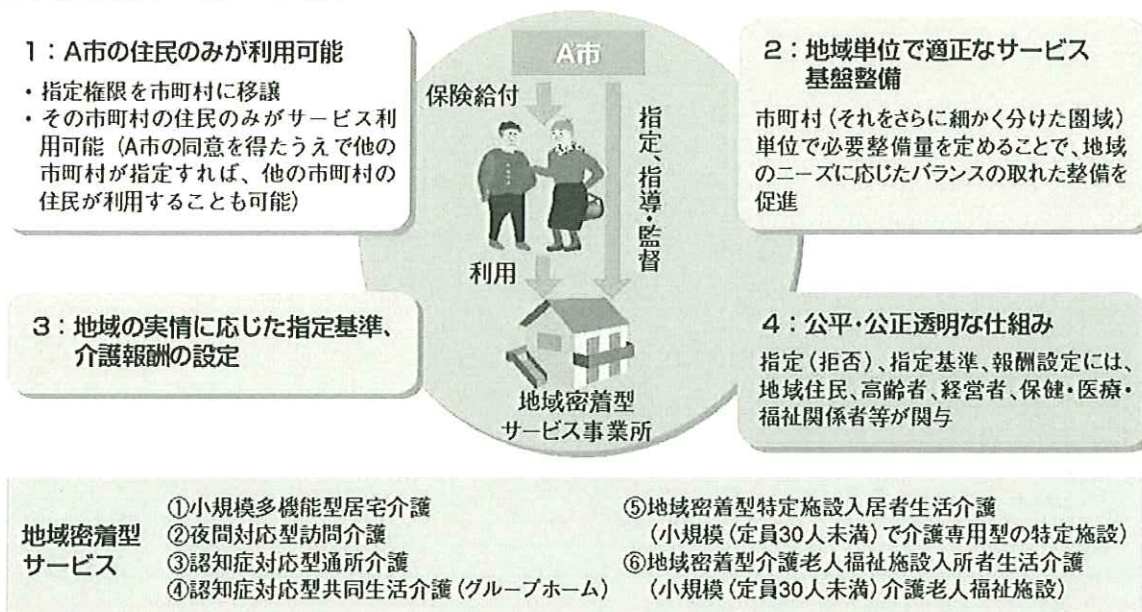 1：A市の住民のみが利用可能
・指定権限を市町村に移譲
・その市町村の住民のみがサービス利
用可能（A市の同意を得たうえで他の
市町村が指定すれば、他の市町村の
住民が利用することも可能）
A市
保険給付
指定、指導・監督
利用
地域密着型
サービス事業所
2：地域単位で適正なサービス
基盤整備
市町村（それをさらに細かく分けた圏域）
単位で必要整備量を定めることで、地域
のニーズに応じたバランスの取れた整備を
促進
3：地域の実情に応じた指定基準、
介護報酬の設定
4：公平・公正透明な仕組み
指定（拒否）、指定基準、報酬設定には、
地域住民、高齢者、経営者、保健・医療・
福祉関係者等が関与
地域密着型
サービス
①小規模多機能型居宅介護
②夜間対応型訪問介護
③認知症対応型通所介護
④認知症対応型共同生活介護（グループホーム）
⑤地域密着型特定施設入居者生活介護
（小規模（定員30人未満）で介護専用型の特定施設）
⑥地域密着型介護老人福祉施設入所者生活介護
（小規模（定員30人未満）介護老人福祉施設）